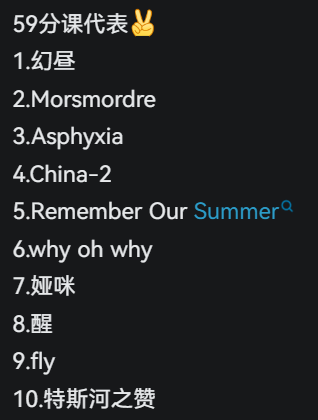 59分课代表✌️
1.幻昼
2.Morsmordre
3.Asphyxia
4.China-2
5.Remember Our Summer
6.why oh why
7.娅咪
8.醒
9.fly
10.特斯河之赞